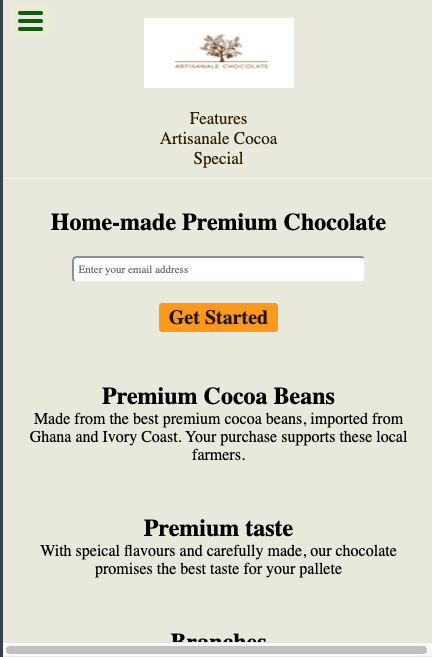 ARTISANALE CHOCOLATE
Features
Artisanale Cocoa
Special
Home-made Premium Chocolate
Enter your email address
Get Started
Premium Cocoa Beans
Made from the best premium cocoa beans, imported from
Ghana and Ivory Coast. Your purchase supports these local
farmers.
Premium taste
With speical flavours and carefully made, our chocolate
promises the best taste for your pallete
Branches